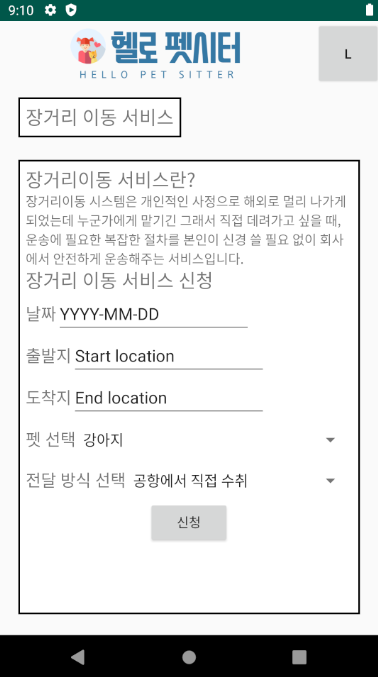 9:10
헬로 펫시터
HELLO PET SITTER
L
장거리 이동 서비스
장거리이동 서비스란?
장거리이동 시스템은 개인적인 사정으로 해외로 멀리 나가게
되었는데 누군가에게 맡기긴 그래서 직접 데려가고 싶을 때,
운송에 필요한 복잡한 절차를 본인이 신경 쓸 필요 없이 회사
에서 안전하게 운송해주는 서비스입니다.
장거리 이동 서비스 신청
날짜 YYYY-MM-DD
출발지 Start location
도착지 End location
펫 선택 강아지
전달 방식 선택 공항에서 직접 수취
신청